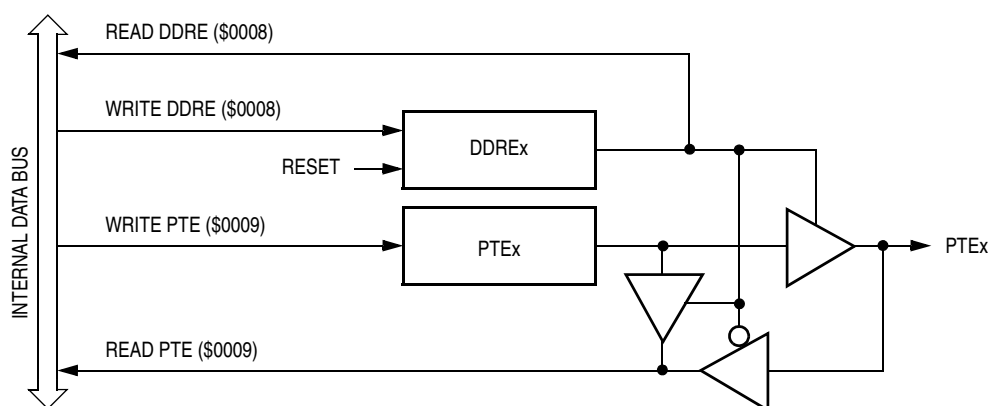 READ DDRE ($0008)
WRITE DDRE ($0008)
DDREx
RESET
INTERNAL DATA BUS
WRITE PTE ($0009)
PTEx
PTEx
READ PTE ($0009)